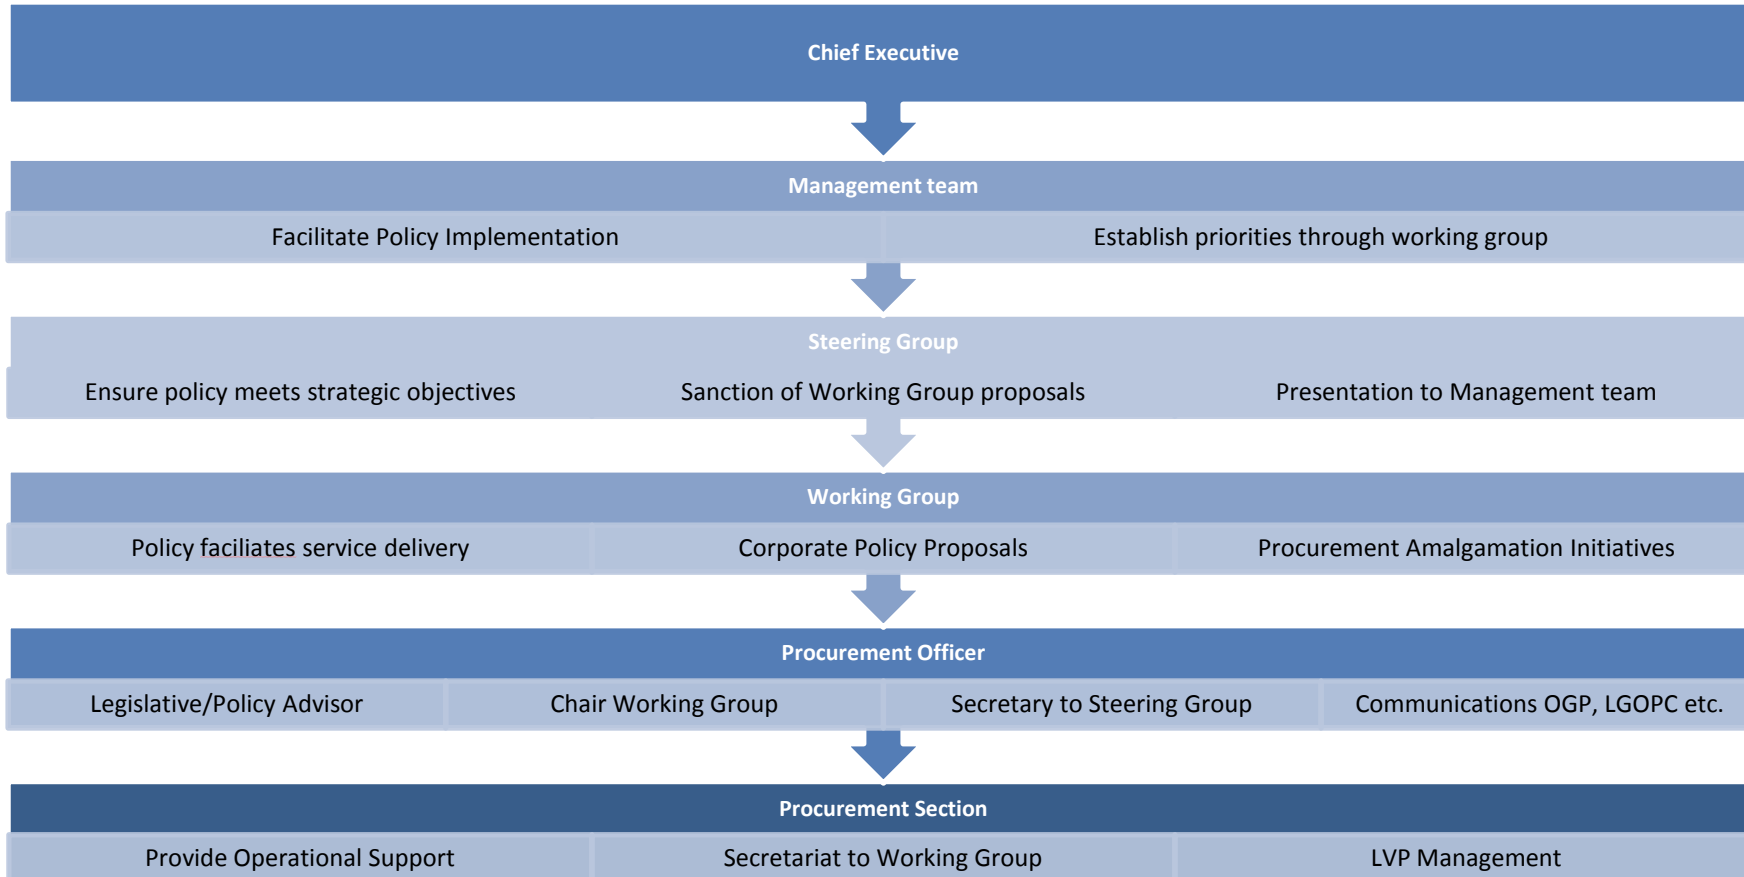 Chief Executive
Management team
Facilitate Policy Implementation
Establish priorities through working group
Steering Group
Ensure policy meets strategic objectives
Sanction of Working Group proposals
Presentation to Management team
Working Group
Policy faciliates service delivery
Corporate Policy Proposals
Procurement Amalgamation Initiatives
Procurement Officer
Legislative/Policy Advisor
Chair Working Group
Secretary to Steering Group
Communications OGP, LGOPC etc.
Procurement Section
Provide Operational Support
Secretariat to Working Group
LVP Management